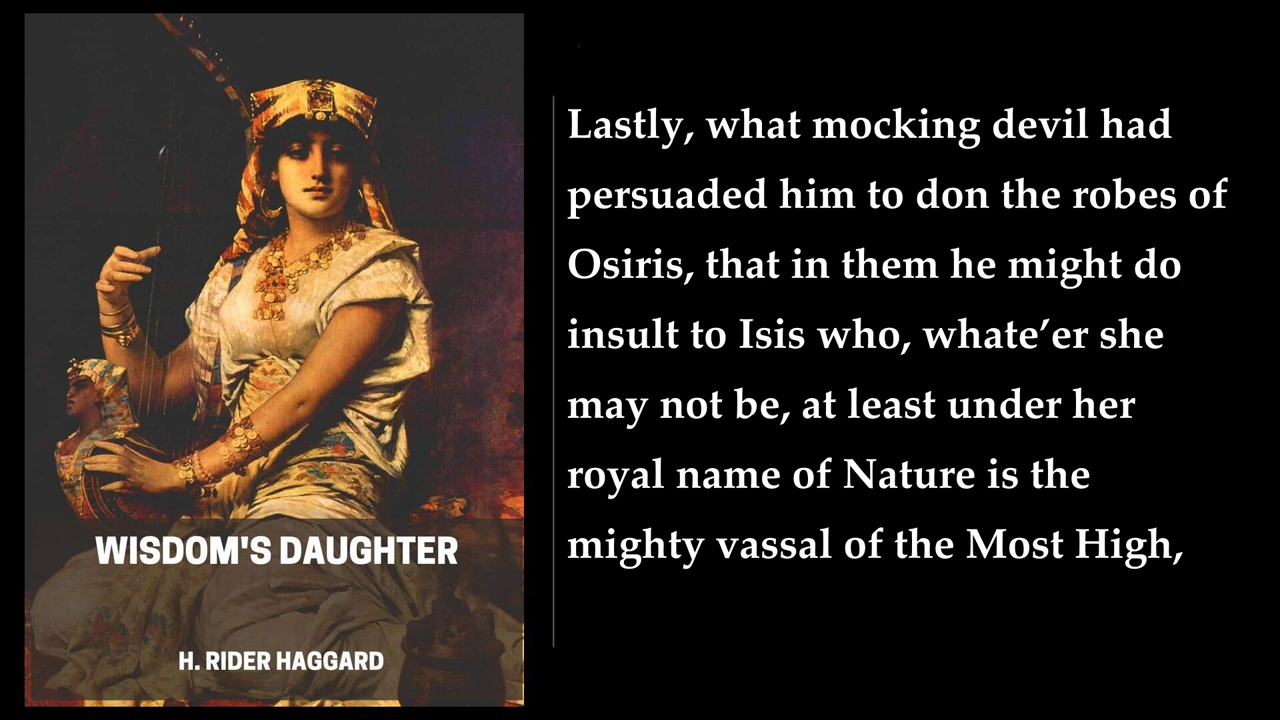 WISDOM'S DAUGHTER
H. RIDER HAGGARD
Lastly, what mocking devil had
persuaded him to don the robes of
Osiris, that in them he might do
insult to Isis who, whate’er she
may not be, at least under her
royal name of Nature is the
mighty vassal of the Most High,